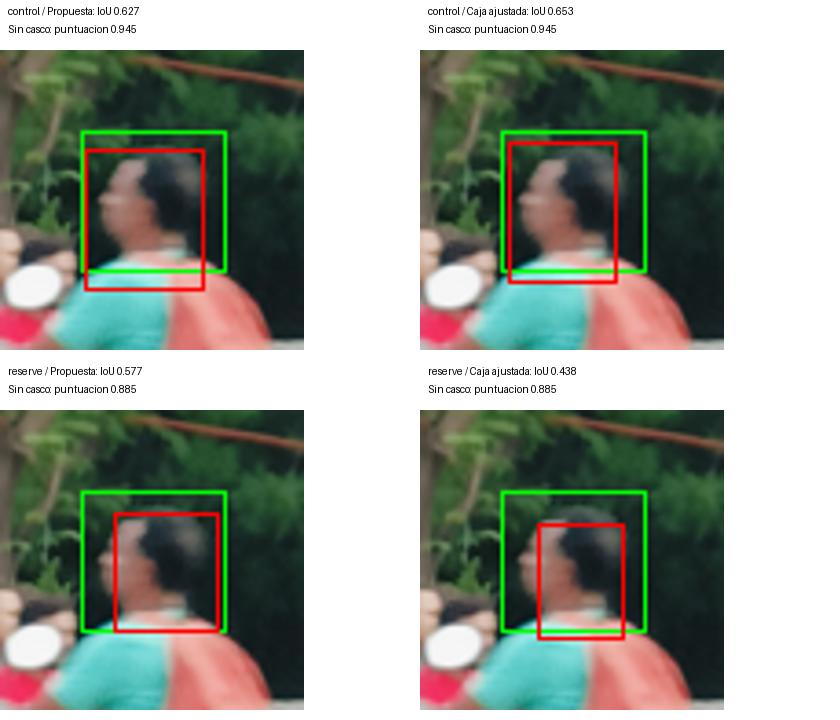 control / Propuesta: IoU 0.627
Sin casco: puntuacion 0.945
control / Caja ajustada: IoU 0.653
Sin casco: puntuacion 0.945
reserve / Propuesta: IoU 0.577
Sin casco: puntuacion 0.885
reserve / Caja ajustada: IoU 0.438
Sin casco: puntuacion 0.885